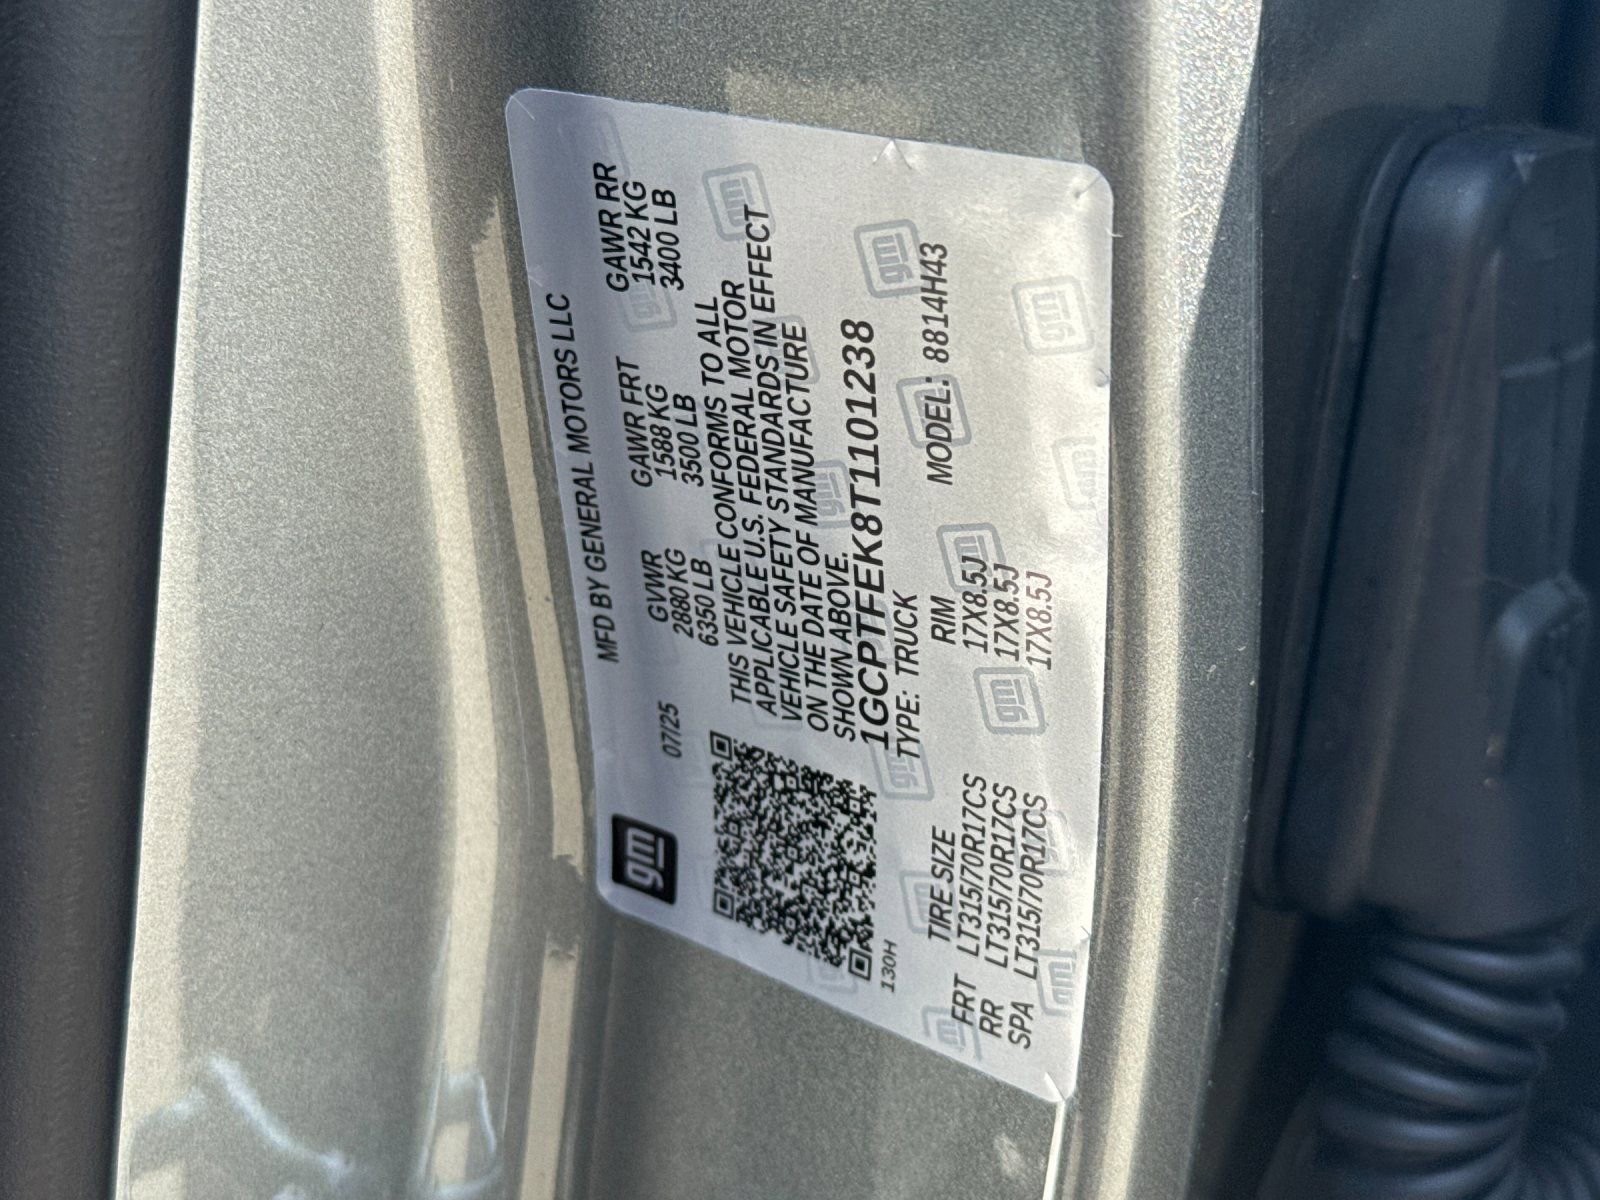 gm
MFD BY GENERAL MOTORS LLC
07/25
GVWR GAWR FRT GAWR RR
2880 KG 1588 KG 1542 KG
6350 LB 3500 LB 3400 LB
THIS VEHICLE CONFORMS TO ALL
APPLICABLE U.S. FEDERAL MOTOR
VEHICLE SAFETY STANDARDS IN EFFECT
ON THE DATE OF MANUFACTURE
SHOWN ABOVE.
1GCPTFEK8T1101238
TYPE: TRUCK MODEL: 8814H43
130H
TIRE SIZE RIM
FRT LT315/70R17CS 17X8.5J
RR LT315/70R17CS 17X8.5J
SPA LT315/70R17CS 17X8.5J